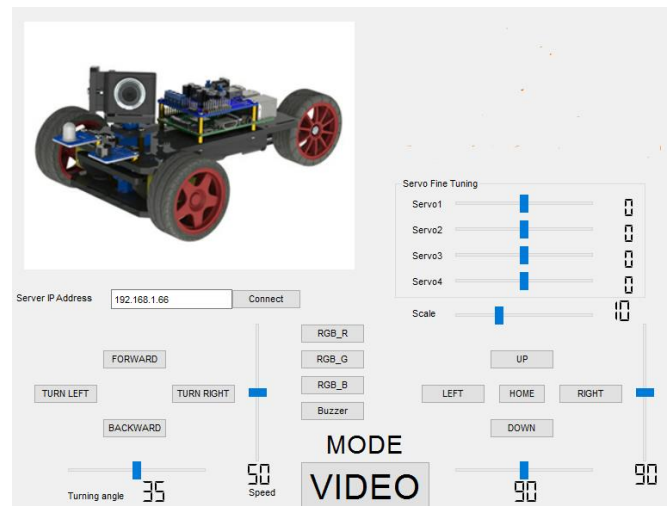 Servo Fine Tuning
Servo1 0
Servo2 0
Servo3 0
Servo4 0
Server IP Address 192.168.1.66 Connect
Scale 10
RGB_R
FORWARD RGB_G UP
TURN LEFT TURN RIGHT RGB_B LEFT HOME RIGHT
Buzzer
BACKWARD DOWN
MODE
VIDEO
Turning angle 35 50 Speed
90 90